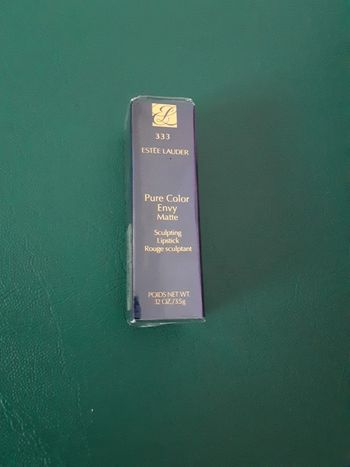 333
ESTĒE LAUDER
Pure Color
Envy
Matte
Sculpting
Lipstick
Rouge sculptant
POIDS NET WT
.12 OZ./3.5g